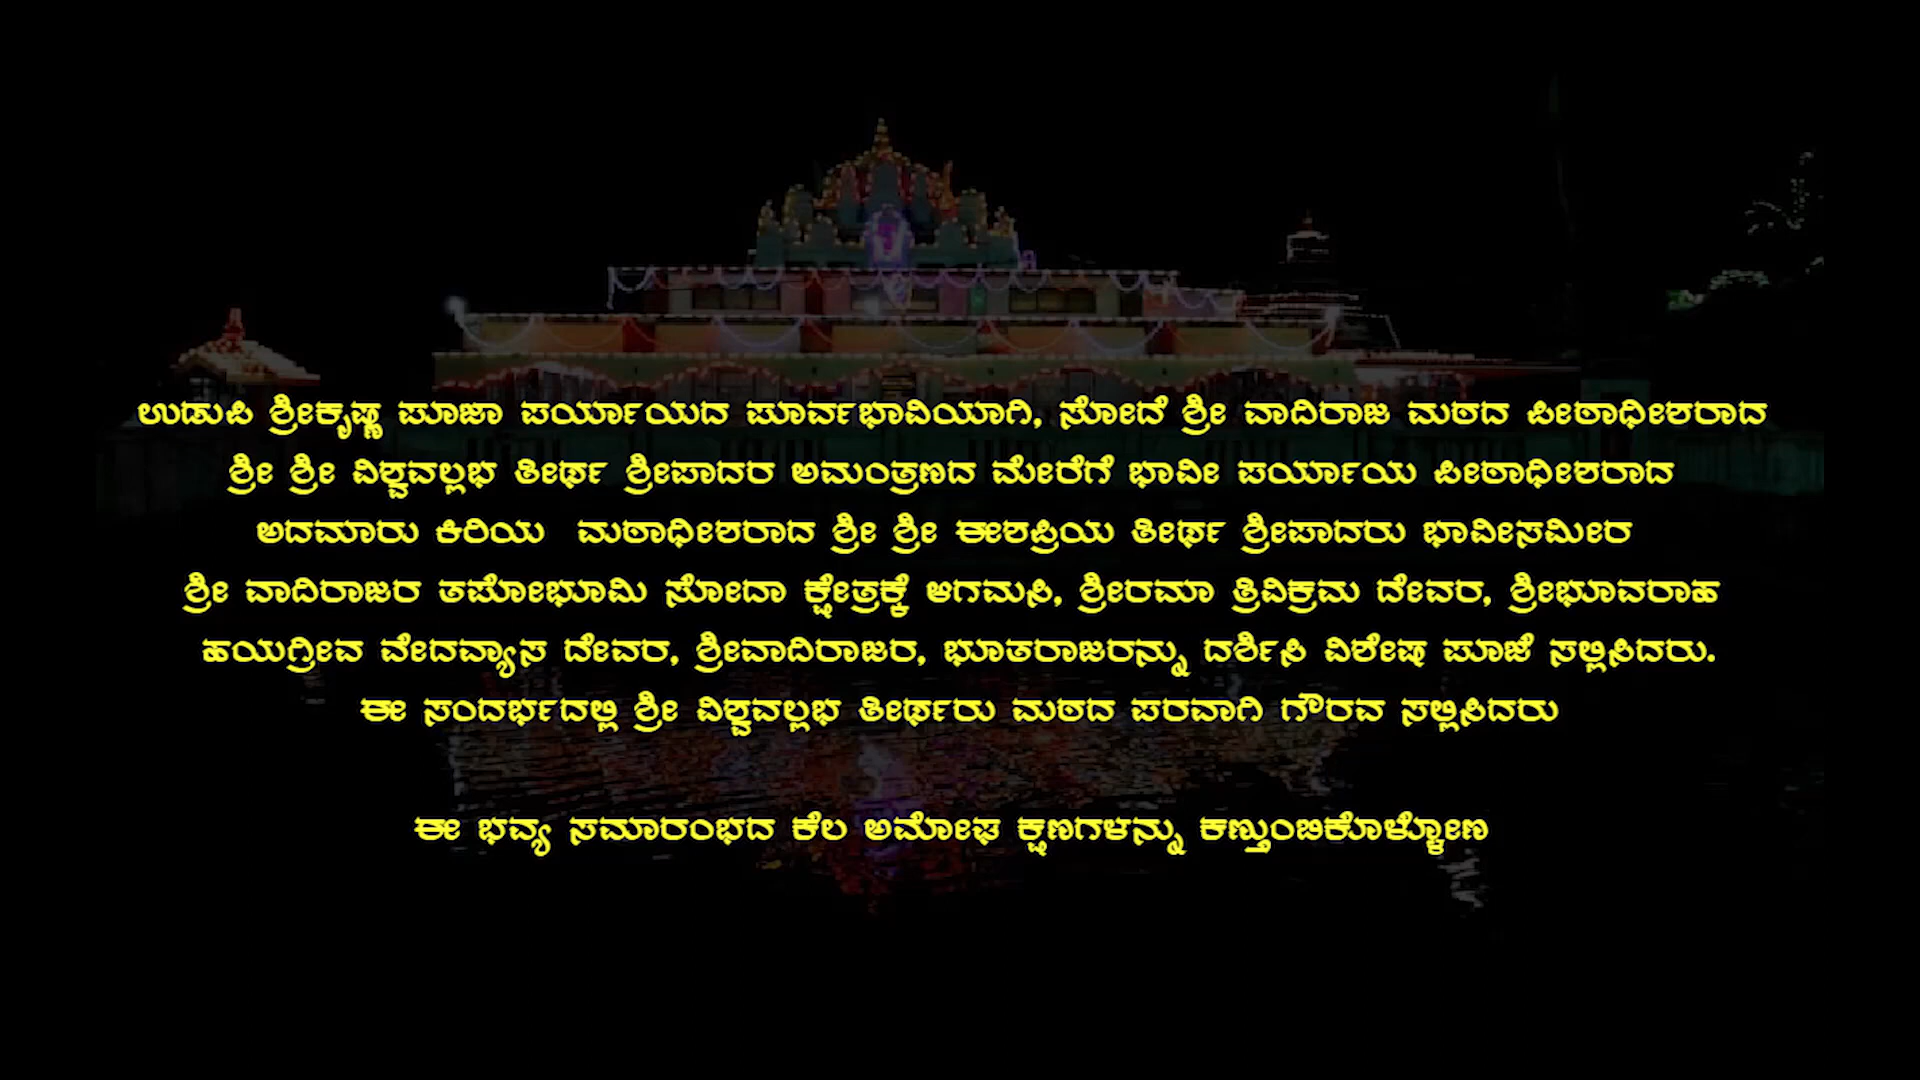 ಉಡುಪಿ ಶ್ರೀಕೃಷ್ಣ ಪೂಜಾ ಪರ್ಯಾಯದ ಪೂರ್ವಭಾವಿಯಾಗಿ, ಸೋದೆ ಶ್ರೀ ವಾದಿರಾಜ ಮಠದ ಪೀಠಾಧೀಶರಾದ
ಶ್ರೀ ಶ್ರೀ ವಿಶ್ವವಲ್ಲಭ ತೀರ್ಥ ಶ್ರೀಪಾದರ ಅಮಂತ್ರಣದ ಮೇರೆಗೆ ಭಾವೀ ಪರ್ಯಾಯ ಪೀಠಾಧೀಶರಾದ
ಅದಮಾರು ಕಿರಿಯ ಮಠಾಧೀಶರಾದ ಶ್ರೀ ಶ್ರೀ ಈಶಪ್ರಿಯ ತೀರ್ಥ ಶ್ರೀಪಾದರು ಭಾವೀಸಮೀರ
ಶ್ರೀ ವಾದಿರಾಜರ ತಪೋಭೂಮಿ ಸೋದಾ ಕ್ಷೇತ್ರಕ್ಕೆ ಆಗಮಸಿ, ಶ್ರೀರಮಾ ತ್ರಿವಿಕ್ರಮ ದೇವರ, ಶ್ರೀಭೂವರಾಹ
ಹಯಗ್ರೀವ ವೇದವ್ಯಾಸ ದೇವರ, ಶ್ರೀವಾದಿರಾಜರ, ಭೂತರಾಜರನ್ನು ದರ್ಶಿಸಿ ವಿಶೇಷ ಪೂಜೆ ಸಲ್ಲಿಸಿದರು.
ಈ ಸಂದರ್ಭದಲ್ಲಿ ಶ್ರೀ ವಿಶ್ವವಲ್ಲಭ ತೀರ್ಥರು ಮಠದ ಪರವಾಗಿ ಗೌರವ ಸಲ್ಲಿಸಿದರು
ಈ ಭವ್ಯ ಸಮಾರಂಭದ ಕೆಲ ಅಮೋಘ ಕ್ಷಣಗಳನ್ನು ಕಣ್ತುಂಬಿಕೊಳ್ಳೋಣ